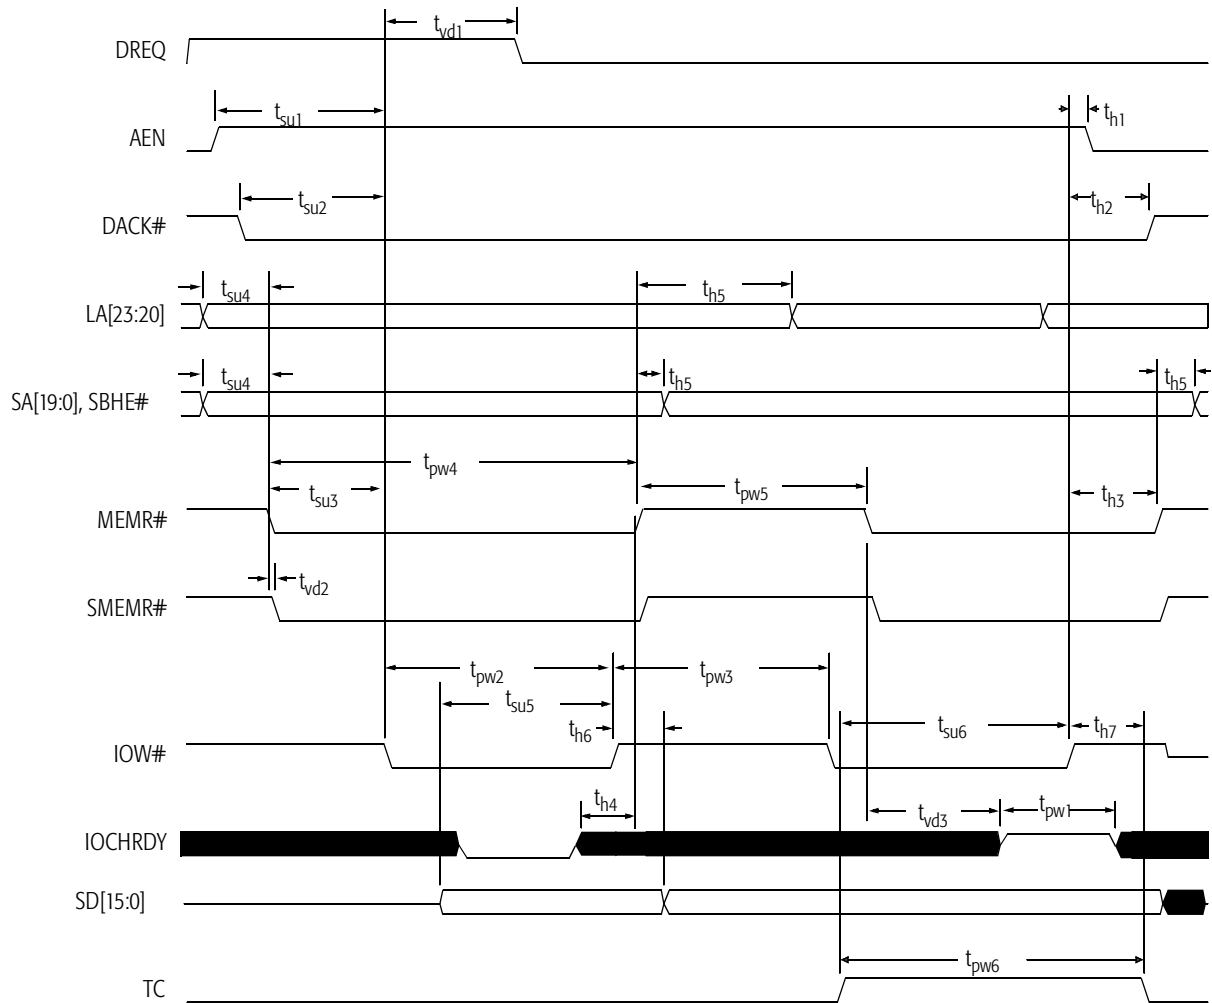 t_vd1
DREQ
t_su1
t_h1
AEN
t_su2
t_h2
DACK#
t_su4
t_h5
LA[23:20]
t_su4
t_h5
t_h5
SA[19:0], SBHE#
t_pw4
t_su3
t_pw5
t_h3
MEMR#
t_vd2
SMEMR#
t_pw2
t_pw3
t_su5
t_h6
t_su6
t_h7
IOW#
t_h4
t_vd3
t_pw1
IOCHRDY
SD[15:0]
t_pw6
TC